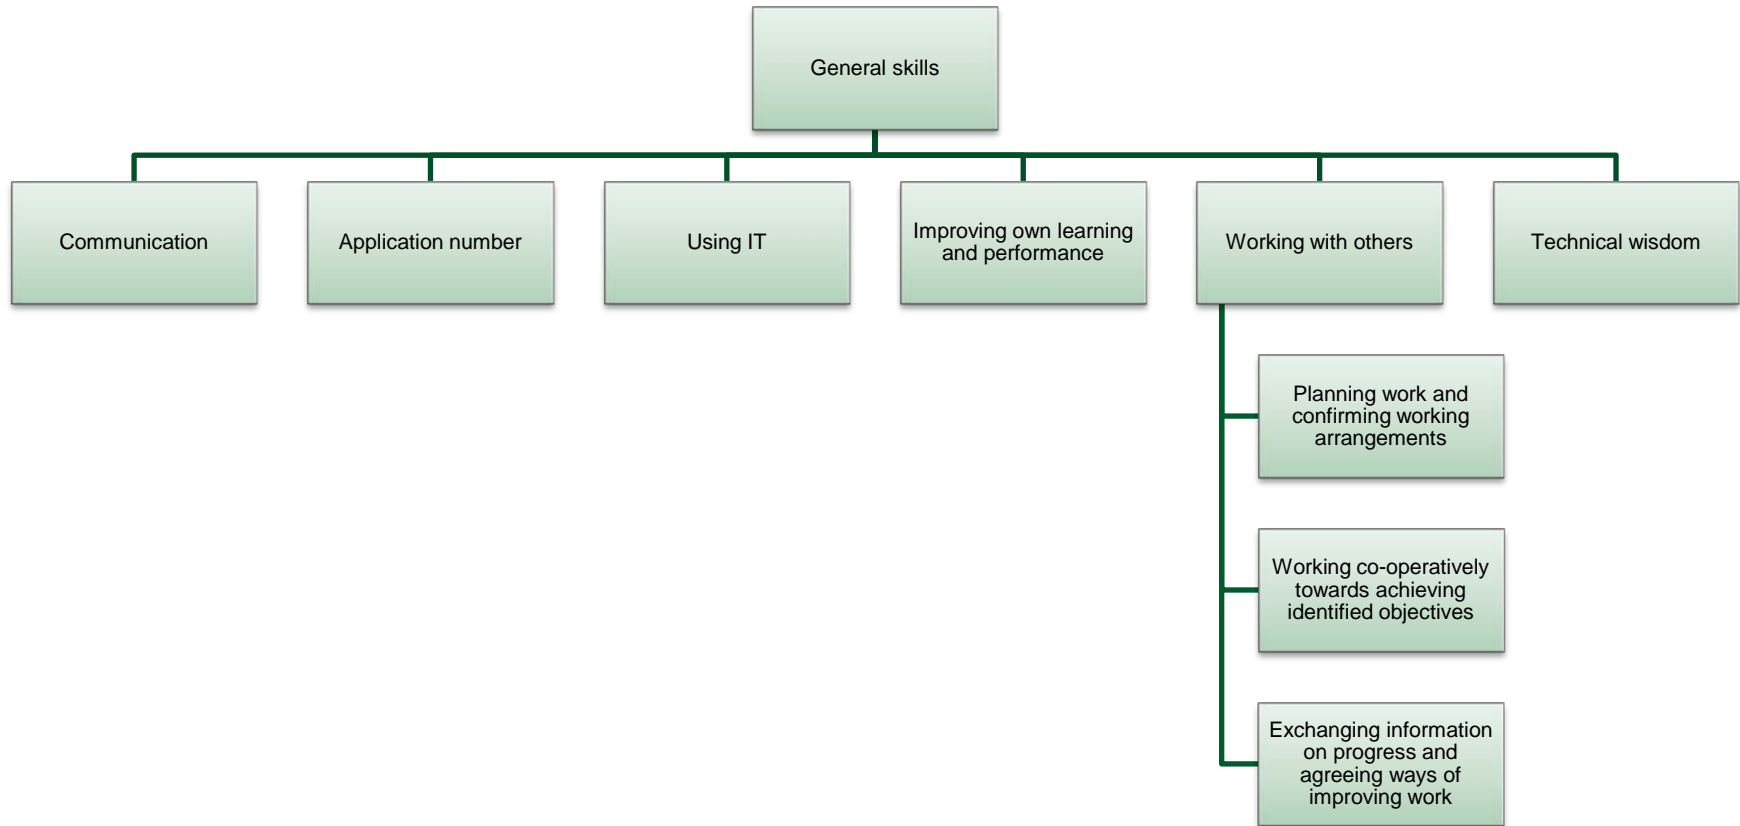 General skills
Communication
Application number
Using IT
Improving own learning
and performance
Working with others
Technical wisdom
Planning work and
confirming working
arrangements
Working co-operatively
towards achieving
identified objectives
Exchanging information
on progress and
agreeing ways of
improving work